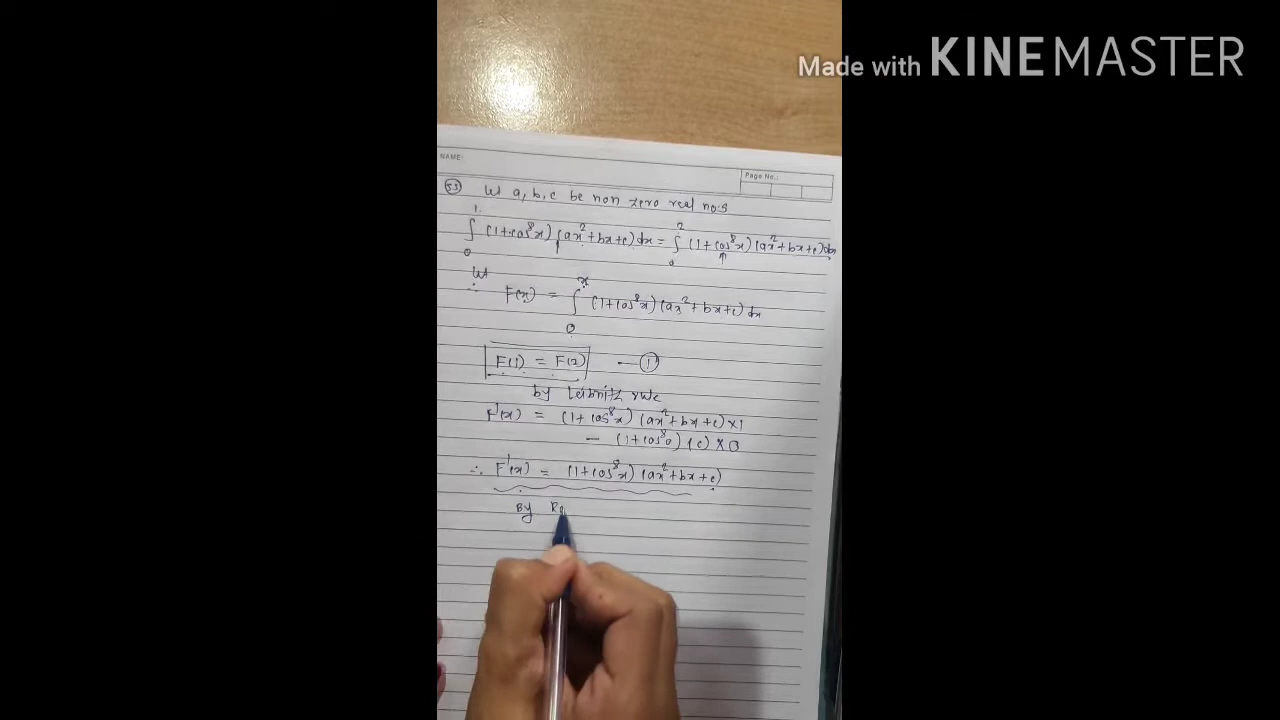 Made with KINEMASTER
NAME:
Page No.:
(53) let a, b, c be non zero real nos
∫₀¹ (1+cos⁸x) (ax²+bx+c) dx = ∫₀² (1+cos⁸x) (ax²+bx+c) dx
let
∴ F(x) = ∫₀ˣ (1+cos⁸x) (ax²+bx+c) dx
F(1) = F(2) — ①
by Leibnitz rule
F'(x) = (1+cos⁸x) (ax²+bx+c) × 1
— (1+cos⁸0) (c) × 0
∴ F'(x) = (1+cos⁸x) (ax²+bx+c)
By Ro